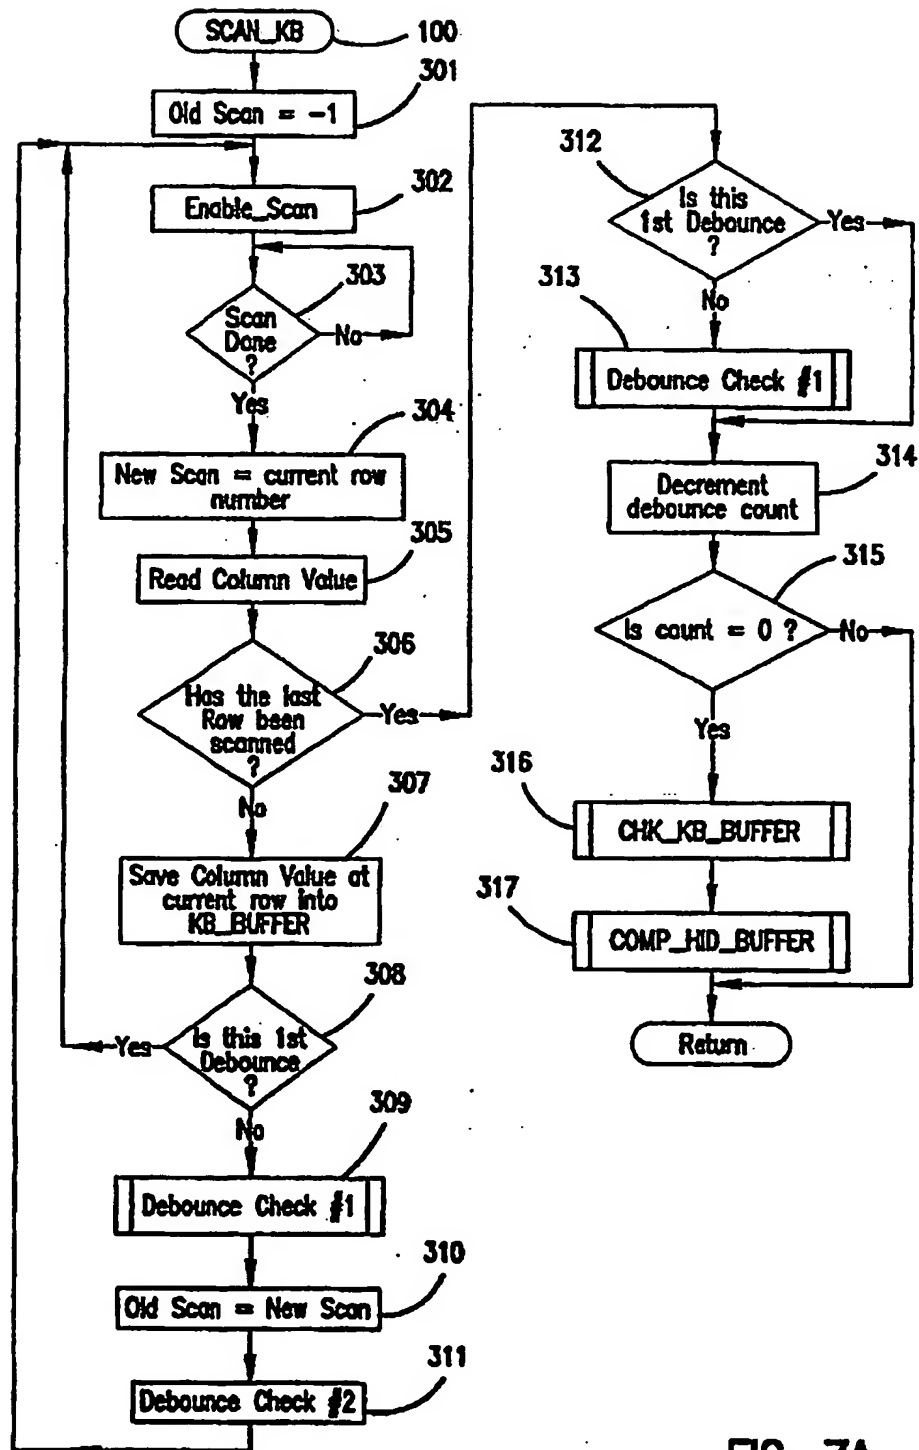 SCAN_KB
100
301
Old Scan = -1
302
Enable_Scan
303
Scan
Done
?
No
Yes
304
New Scan = current row
number
305
Read Column Value
306
Has the last
Row been
scanned
?
Yes
No
307
Save Column Value at
current row into
KB_BUFFER
308
Is this 1st
Debounce
?
Yes
No
309
Debounce Check #1
310
Old Scan = New Scan
311
Debounce Check #2
312
Is this
1st Debounce
?
Yes
No
313
Debounce Check #1
314
Decrement
debounce count
315
Is count = 0 ?
No
Yes
316
CHK_KB_BUFFER
317
COMP_HID_BUFFER
Return